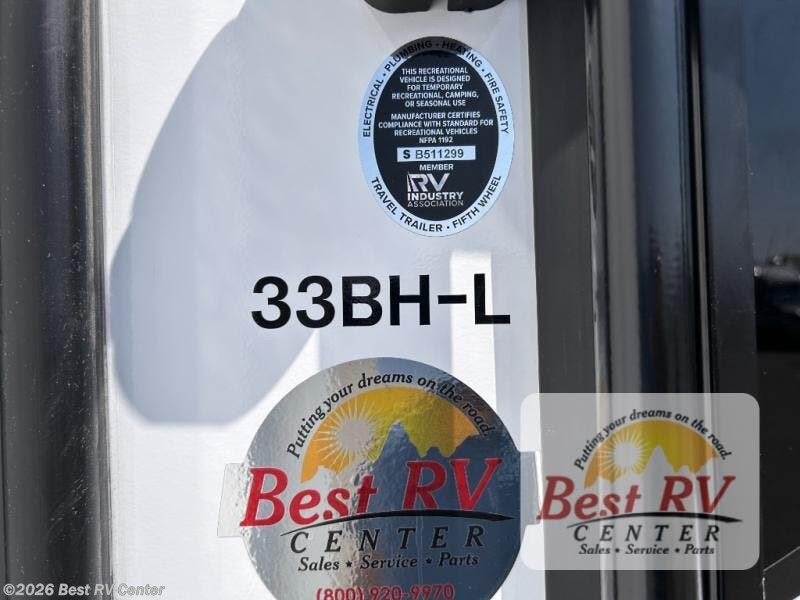 ELECTRICAL • PLUMBING • HEATING • FIRE SAFETY
THIS RECREATIONAL
VEHICLE IS DESIGNED
FOR TEMPORARY
RECREATIONAL, CAMPING,
OR SEASONAL USE
MANUFACTURER CERTIFIES
COMPLIANCE WITH STANDARD FOR
RECREATIONAL VEHICLES
NFPA 1192
S B511299
MEMBER
RV
INDUSTRY
ASSOCIATION
TRAVEL TRAILER • FIFTH WHEEL
33BH-L
Putting your dreams on the road.
Best RV
CENTER
Sales * Service * Parts
(800) 920-9970
Putting your dreams on the road.
Best RV
CENTER
Sales * Service * Parts
©2026 Best RV Center